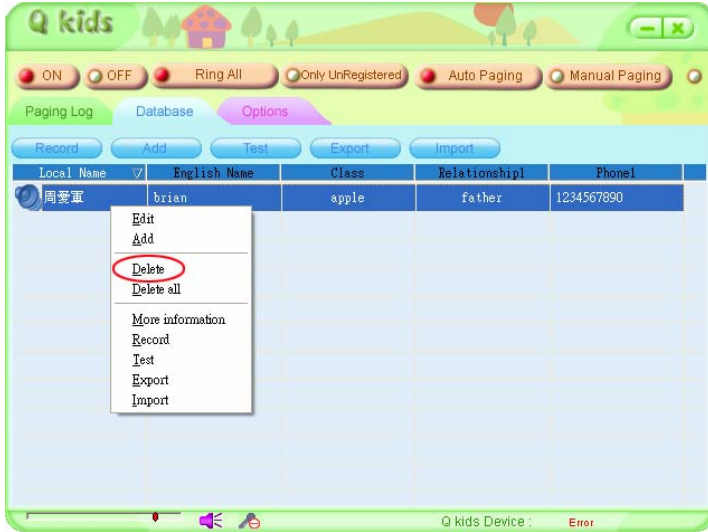 Q kids
ON OFF Ring All Only UnRegistered Auto Paging Manual Paging
Paging Log Database Options
Record Add Test Export Import
Local Name English Name Class Relationship1 Phone1
周愛軍 brian apple father 1234567890
Edit
Add
Delete
Delete all
More information
Record
Test
Export
Import
Q kids Device : Error